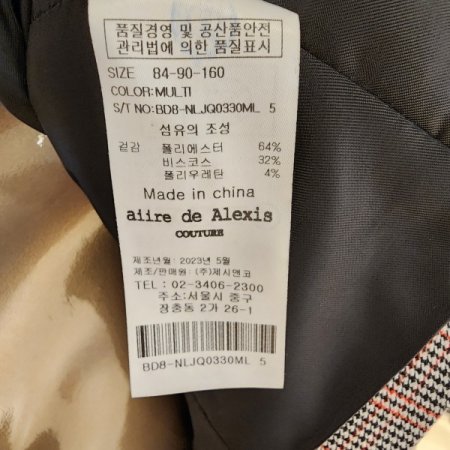 품질경영 및 공산품안전
관리법에 의한 품질표시
SIZE 84-90-160
COLOR:MULTI
S/T NO:BD8-NLJQ0330ML 5
섬유의 조성
겉감 폴리에스터 64%
비스코스 32%
폴리우레탄 4%
Made in china
aiire de Alexis
COUTURE
제조년월 : 2023년 5월
제조/판매원 : (주)제시앤코
TEL : 02-3406-2300
주소:서울시 중구
장충동 2가 26-1
BD8-NLJQ0330ML 5